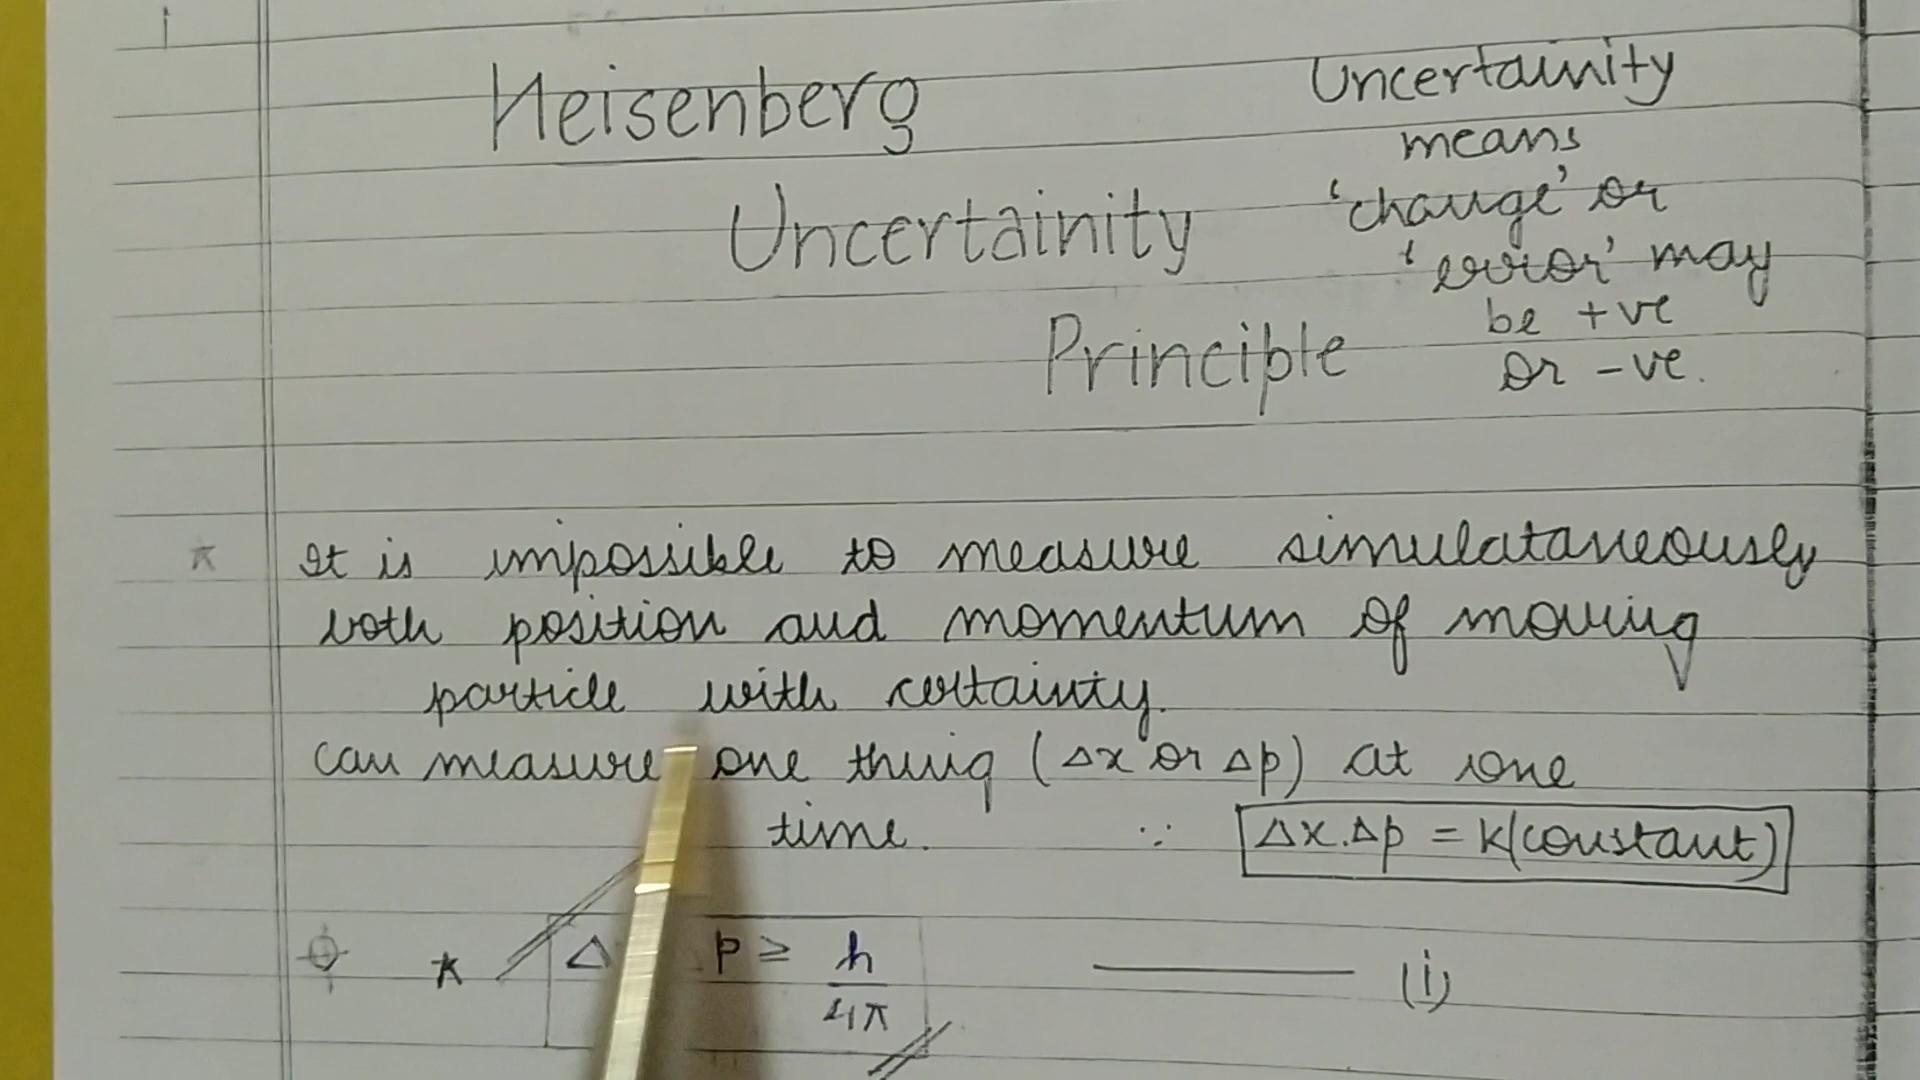 Heisenberg
Uncertainity
Principle
Uncertainity
means
'change' or
'error' may
be +ve
or -ve.
* It is impossible to measure simulataneously
both position and momentum of moving
particle with certainty.
can measure one thing (Δx or Δp) at one
time. ∵ Δx.Δp = k(constant)
* Δ p ≥ h/4π (i)